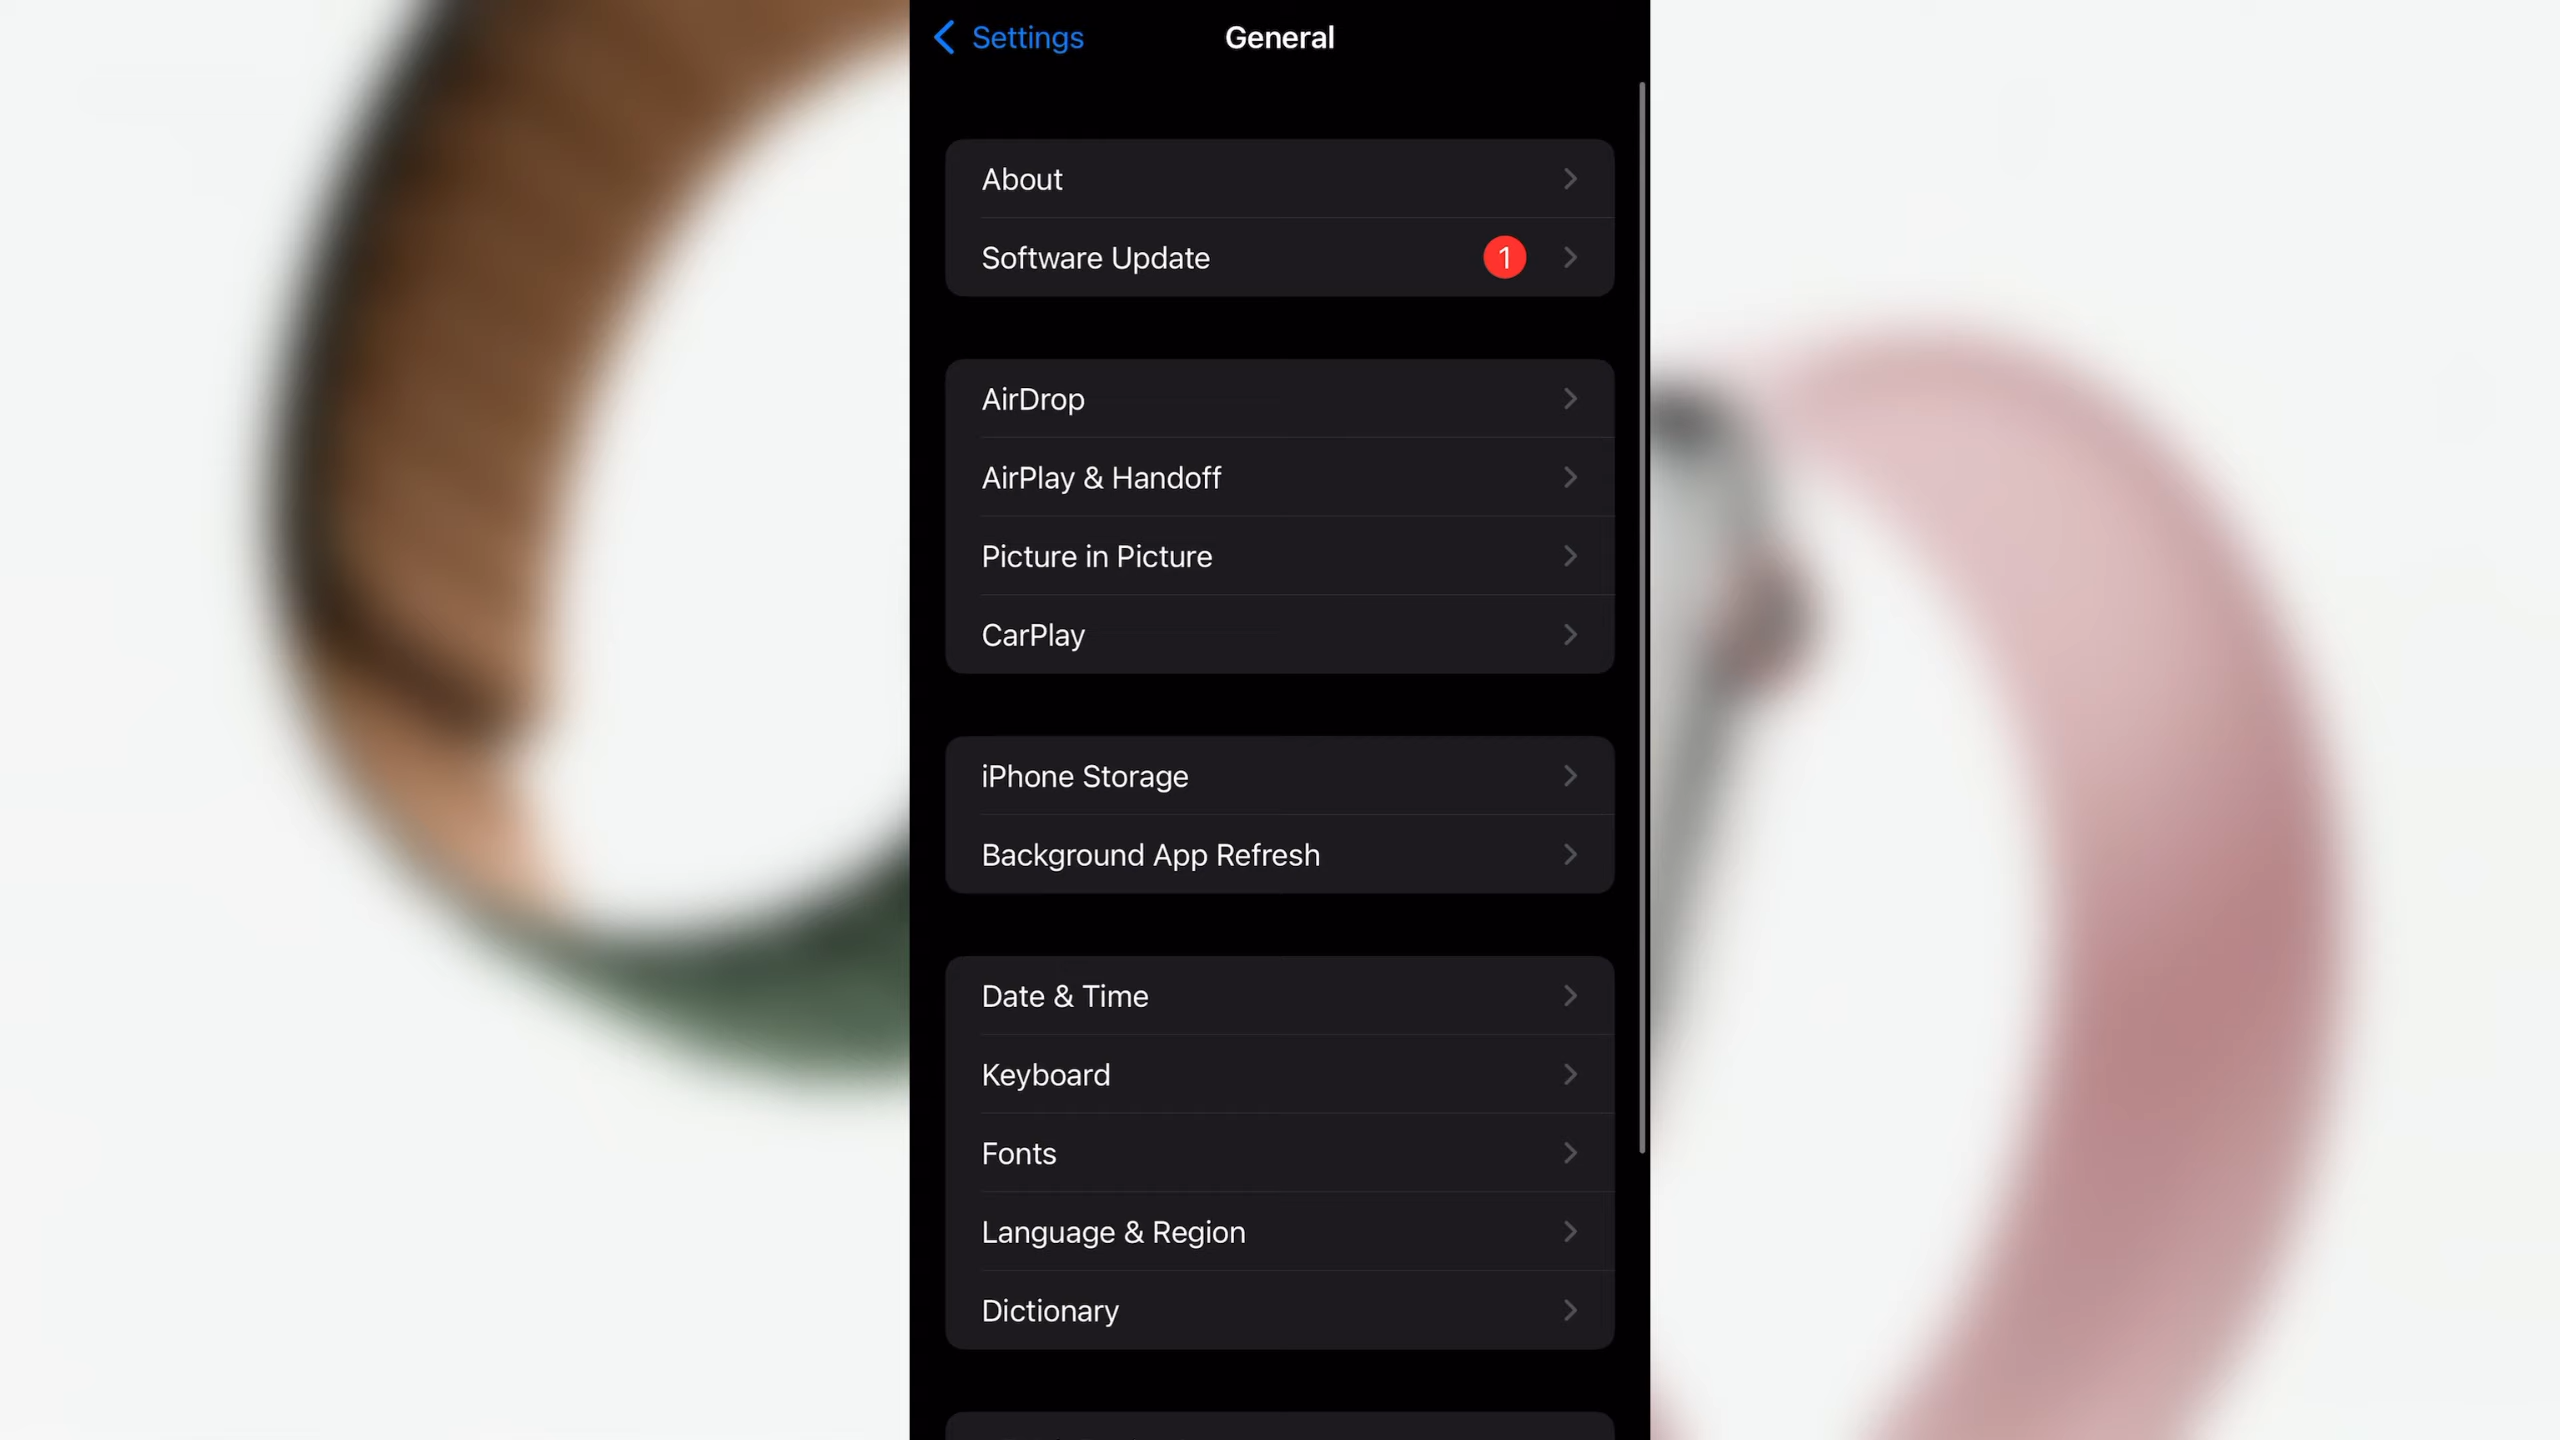 Settings
General
About
Software Update 1
AirDrop
AirPlay & Handoff
Picture in Picture
CarPlay
iPhone Storage
Background App Refresh
Date & Time
Keyboard
Fonts
Language & Region
Dictionary